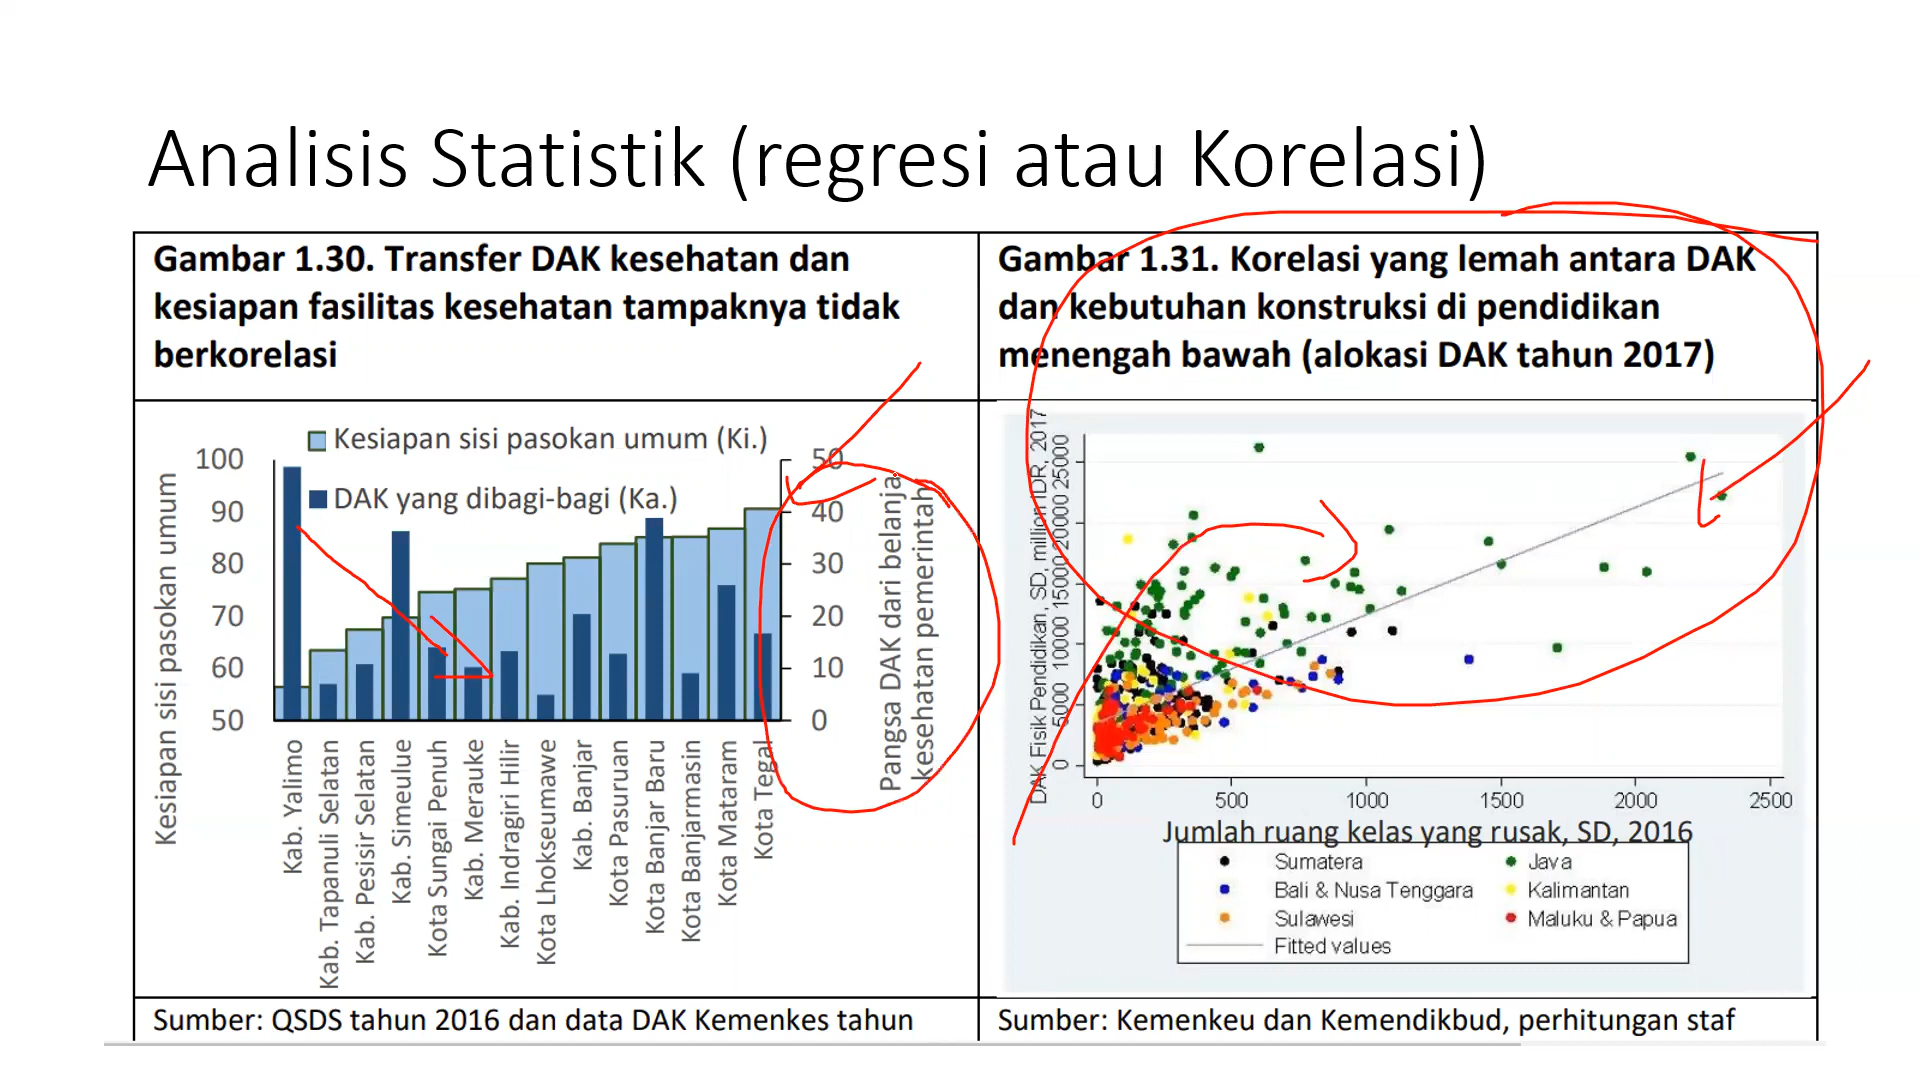 Analisis Statistik (regresi atau Korelasi)
Gambar 1.30. Transfer DAK kesehatan dan
kesiapan fasilitas kesehatan tampaknya tidak
berkorelasi
Kesiapan sisi pasokan umum
100
90
80
70
60
50
Kesiapan sisi pasokan umum (Ki.)
DAK yang dibagi-bagi (Ka.)
50
40
30
20
10
0
Pangsa DAK dari belanja
kesehatan pemerintah
Kab. Yalimo
Kab. Tapanuli Selatan
Kab. Pesisir Selatan
Kab. Simeulue
Kota Sungai Penuh
Kab. Merauke
Kab. Indragiri Hilir
Kota Lhokseumawe
Kab. Banjar
Kota Pasuruan
Kota Banjar Baru
Kota Banjarmasin
Kota Mataram
Kota Tegal
Sumber: QSDS tahun 2016 dan data DAK Kemenkes tahun
Gambar 1.31. Korelasi yang lemah antara DAK
dan kebutuhan konstruksi di pendidikan
menengah bawah (alokasi DAK tahun 2017)
DAK Fisik Pendidikan, SD, million IDR, 2017
25000
20000
15000
10000
5000
0
0
500
1000
1500
2000
2500
Jumlah ruang kelas yang rusak, SD, 2016
Sumatera
Java
Bali & Nusa Tenggara
Kalimantan
Sulawesi
Maluku & Papua
Fitted values
Sumber: Kemenkeu dan Kemendikbud, perhitungan staf